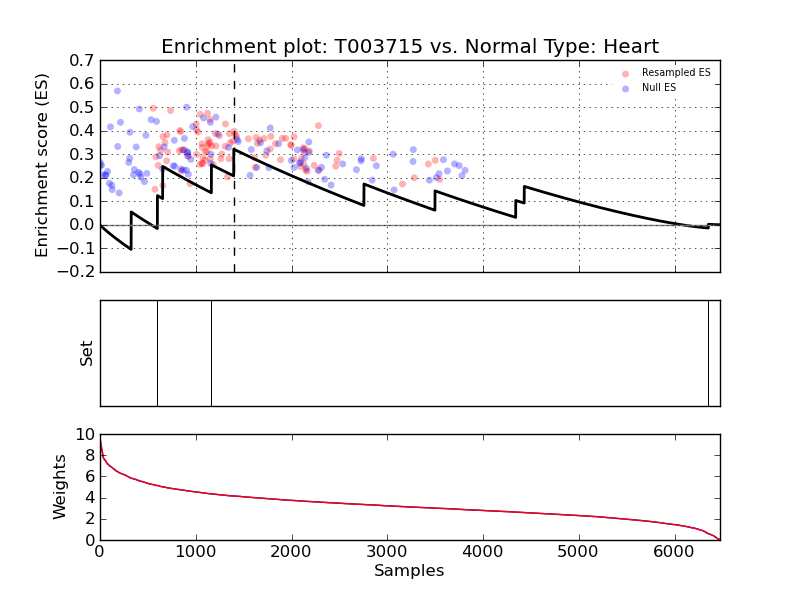 Enrichment plot: T003715 vs. Normal Type: Heart
Enrichment score (ES)
0.7
0.6
0.5
0.4
0.3
0.2
0.1
0.0
−0.1
−0.2
Resampled ES
Null ES
Set
Weights
10
8
6
4
2
0
0 1000 2000 3000 4000 5000 6000
Samples